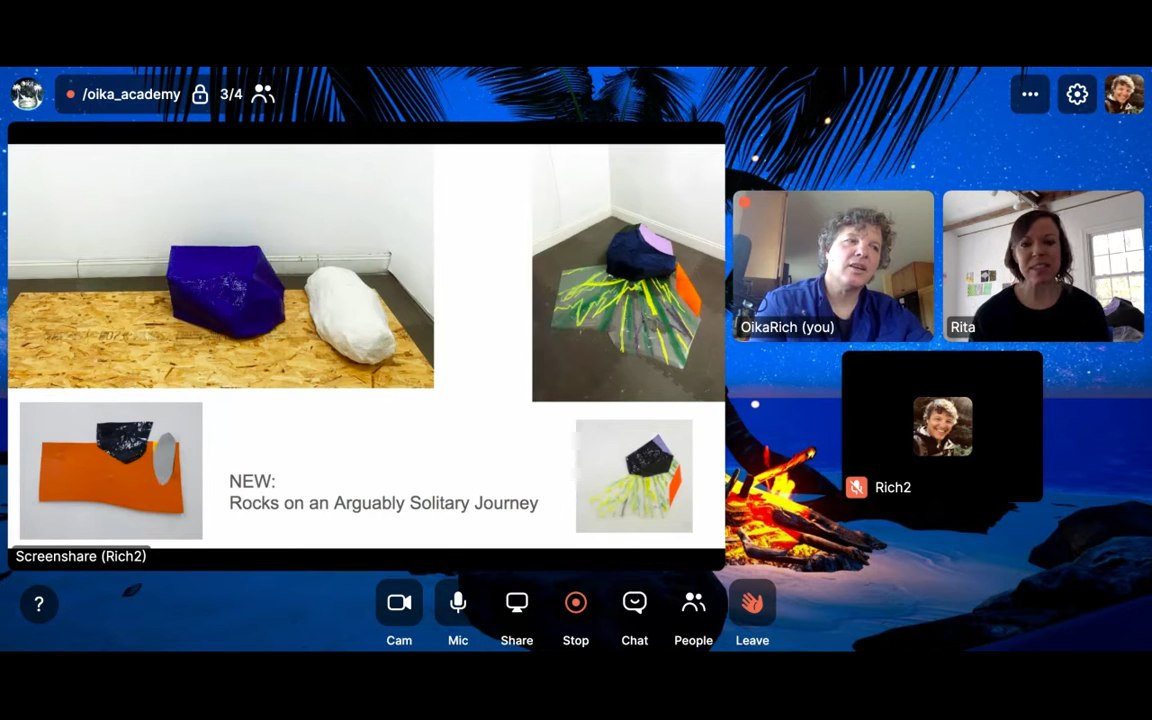 /oika_academy
3/4
OikaRich (you)
Rita
NEW:
Rocks on an Arguably Solitary Journey
Rich2
Screenshare (Rich2)
?
Cam
Mic
Share
Stop
Chat
People
Leave